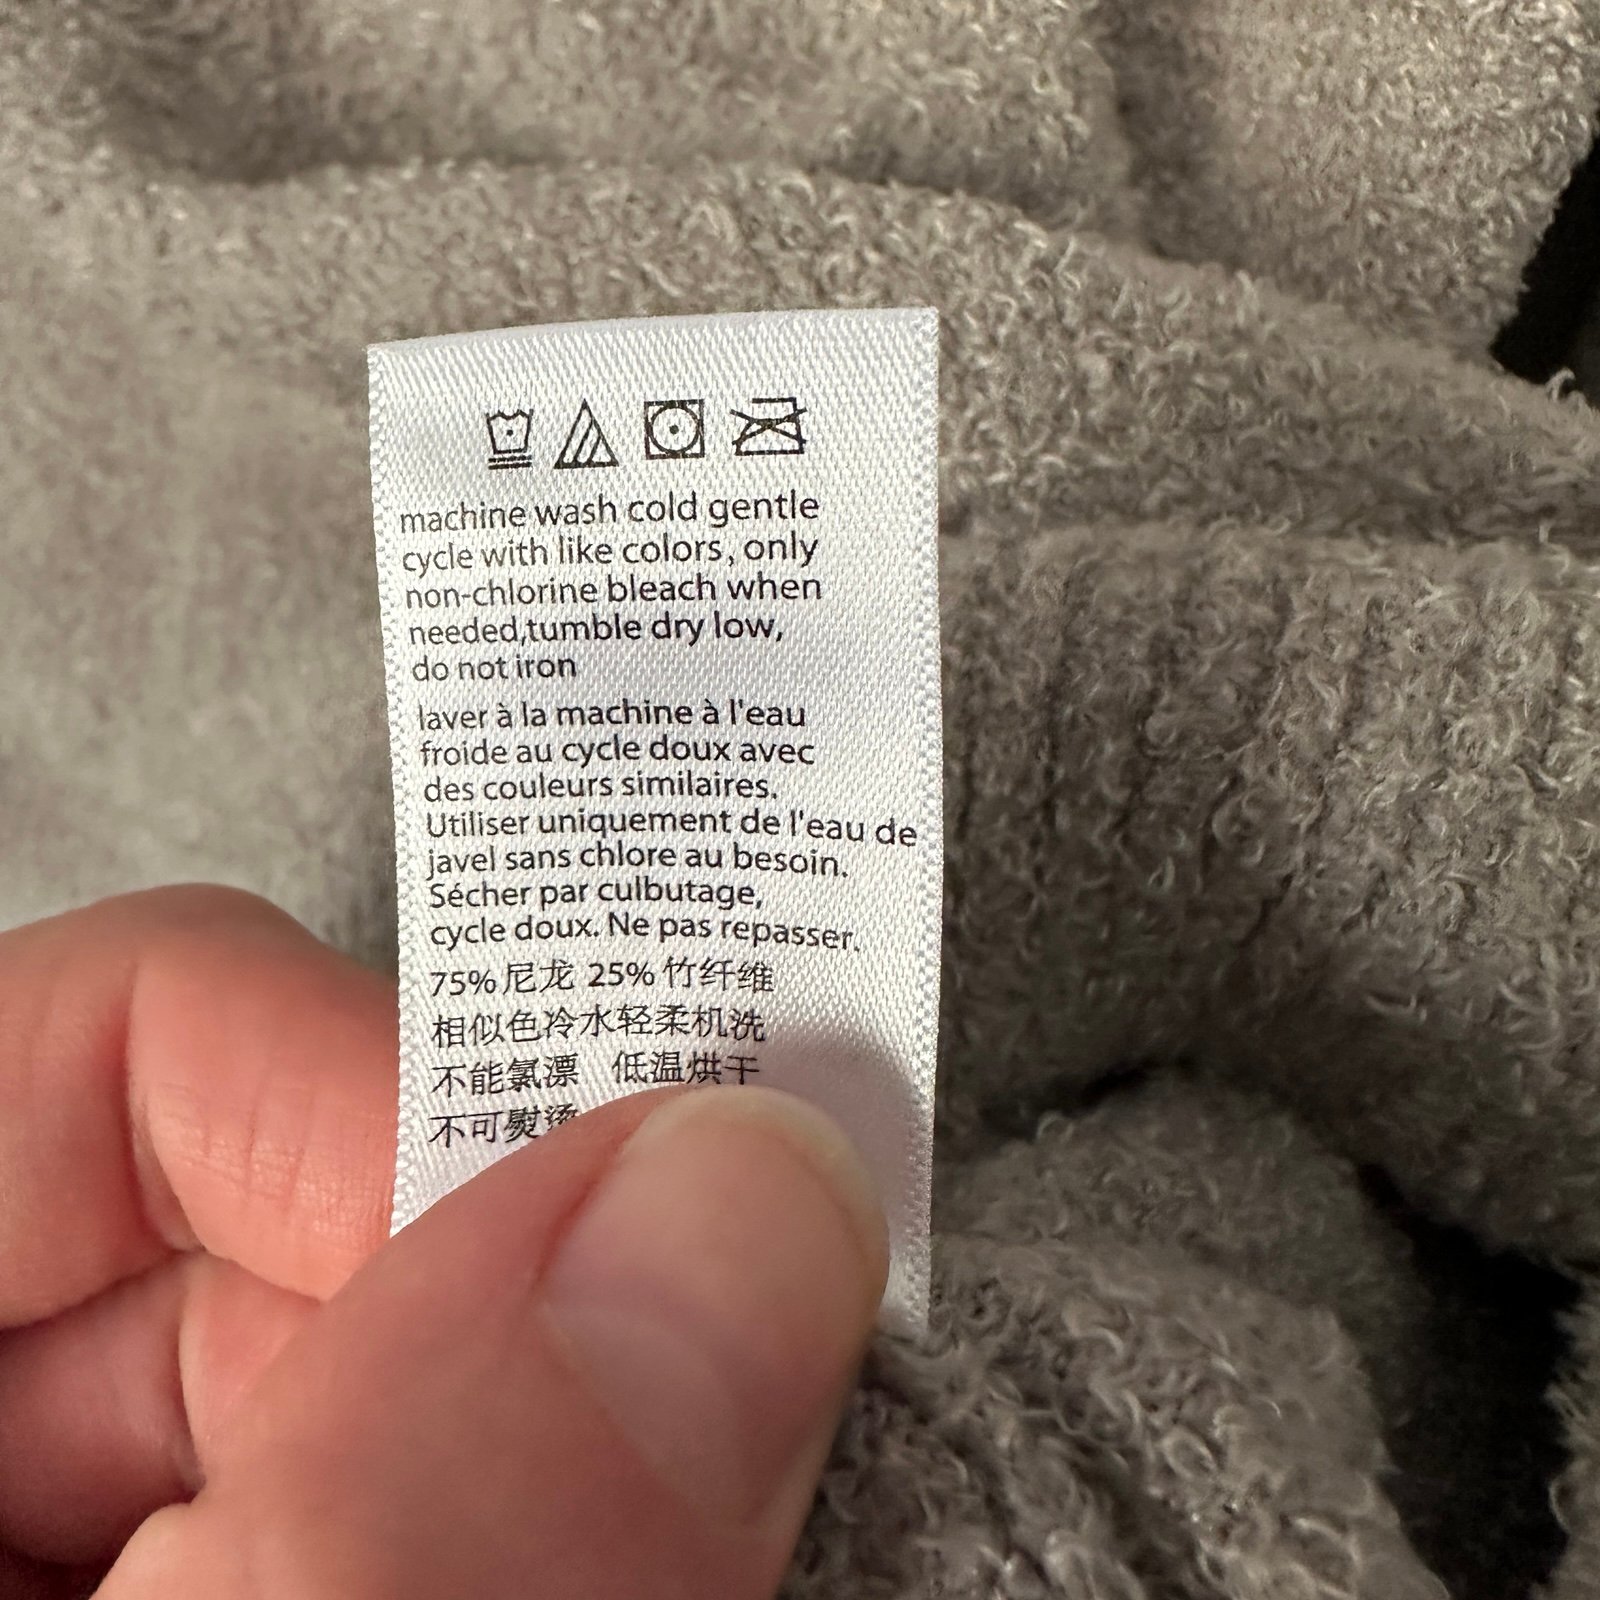 machine wash cold gentle
cycle with like colors, only
non-chlorine bleach when
needed,tumble dry low,
do not iron
laver à la machine à l'eau
froide au cycle doux avec
des couleurs similaires.
Utiliser uniquement de l'eau de
javel sans chlore au besoin.
Sécher par culbutage,
cycle doux. Ne pas repasser.
75%尼龙 25%竹纤维
相似色冷水轻柔机洗
不能氯漂 低温烘干
不可熨烫